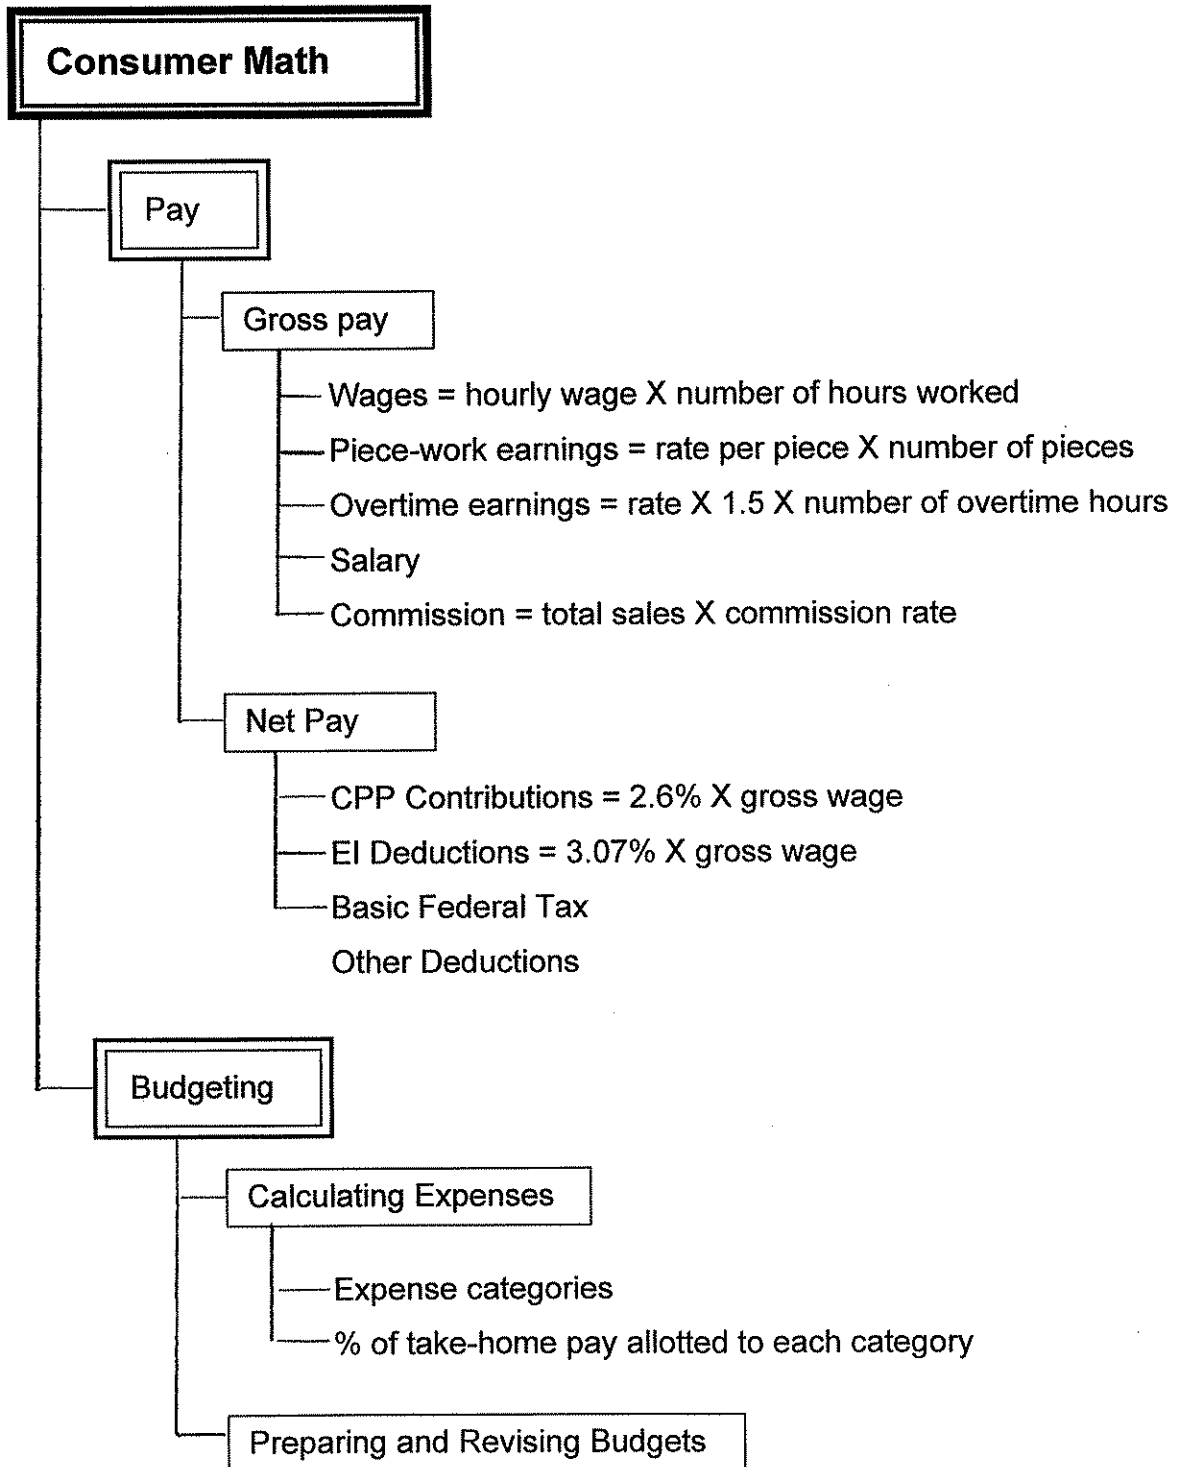 Consumer Math
Pay
Gross pay
Wages = hourly wage X number of hours worked
Piece-work earnings = rate per piece X number of pieces
Overtime earnings = rate X 1.5 X number of overtime hours
Salary
Commission = total sales X commission rate
Net Pay
CPP Contributions = 2.6% X gross wage
EI Deductions = 3.07% X gross wage
Basic Federal Tax
Other Deductions
Budgeting
Calculating Expenses
Expense categories
% of take-home pay allotted to each category
Preparing and Revising Budgets